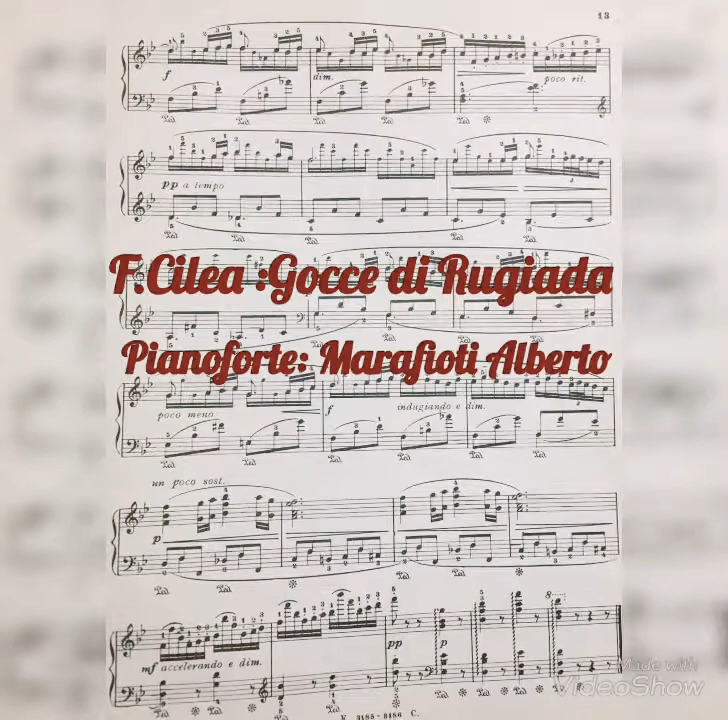 13
f
dim.
poco rit.
pp a tempo
F.Cilea :Gocce di Rugiada
Pianoforte: Marafioti Alberto
poco meno
f
indugiando e dim.
un poco sost.
p
8
mf accelerando e dim.
pp
p
Made with
VideoShow